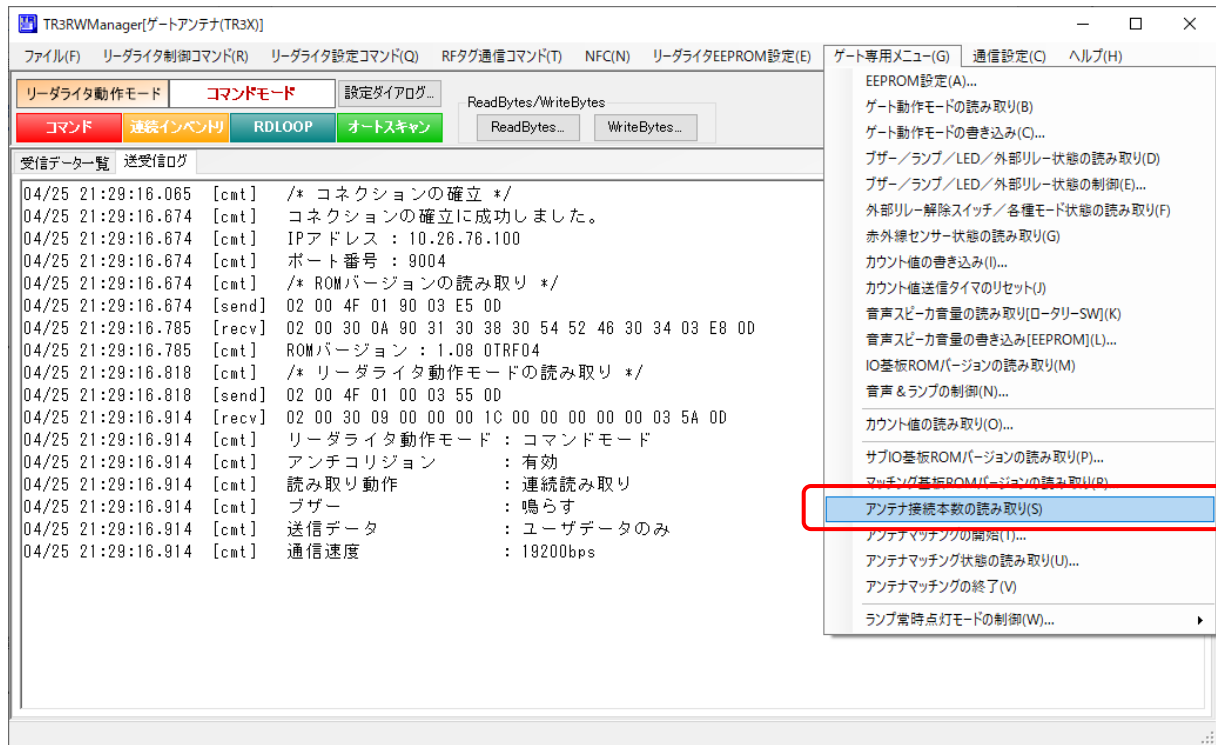 TR3RWManager[ゲートアンテナ(TR3X)]
ファイル(F) リーダライタ制御コマンド(R) リーダライタ設定コマンド(Q) RFタグ通信コマンド(T) NFC(N) リーダライタEEPROM設定(E) ゲート専用メニュー(G) 通信設定(C) ヘルプ(H)
リーダライタ動作モード コマンドモード 設定ダイアログ...
コマンド 連続インベントリ RDLOOP オートスキャン
ReadBytes/WriteBytes
ReadBytes... WriteBytes...
受信データ一覧 送受信ログ
04/25 21:29:16.065 [cmt] /* コネクションの確立 */
04/25 21:29:16.674 [cmt] コネクションの確立に成功しました。
04/25 21:29:16.674 [cmt] IPアドレス : 10.26.76.100
04/25 21:29:16.674 [cmt] ポート番号 : 9004
04/25 21:29:16.674 [cmt] /* ROMバージョンの読み取り */
04/25 21:29:16.674 [send] 02 00 4F 01 90 03 E5 0D
04/25 21:29:16.785 [recv] 02 00 30 0A 90 31 30 38 30 54 52 46 30 34 03 E8 0D
04/25 21:29:16.785 [cmt] ROMバージョン : 1.08 0TRF04
04/25 21:29:16.818 [cmt] /* リーダライタ動作モードの読み取り */
04/25 21:29:16.818 [send] 02 00 4F 01 00 03 55 0D
04/25 21:29:16.914 [recv] 02 00 30 09 00 00 00 1C 00 00 00 00 00 03 5A 0D
04/25 21:29:16.914 [cmt] リーダライタ動作モード : コマンドモード
04/25 21:29:16.914 [cmt] アンチコリジョン : 有効
04/25 21:29:16.914 [cmt] 読み取り動作 : 連続読み取り
04/25 21:29:16.914 [cmt] ブザー : 鳴らす
04/25 21:29:16.914 [cmt] 送信データ : ユーザデータのみ
04/25 21:29:16.914 [cmt] 通信速度 : 19200bps
EEPROM設定(A)...
ゲート動作モードの読み取り(B)
ゲート動作モードの書き込み(C)...
ブザー／ランプ／LED／外部リレー状態の読み取り(D)
ブザー／ランプ／LED／外部リレー状態の制御(E)...
外部リレー解除スイッチ／各種モード状態の読み取り(F)
赤外線センサー状態の読み取り(G)
カウント値の書き込み(I)...
カウント値送信タイマのリセット(J)
音声スピーカ音量の読み取り[ロータリーSW](K)
音声スピーカ音量の書き込み[EEPROM](L)...
IO基板ROMバージョンの読み取り(M)
音声＆ランプの制御(N)...
カウント値の読み取り(O)...
サブIO基板ROMバージョンの読み取り(P)...
マッチング基板ROMバージョンの読み取り(R)
アンテナ接続本数の読み取り(S)
アンテナマッチングの開始(T)...
アンテナマッチング状態の読み取り(U)...
アンテナマッチングの終了(V)
ランプ常時点灯モードの制御(W)...